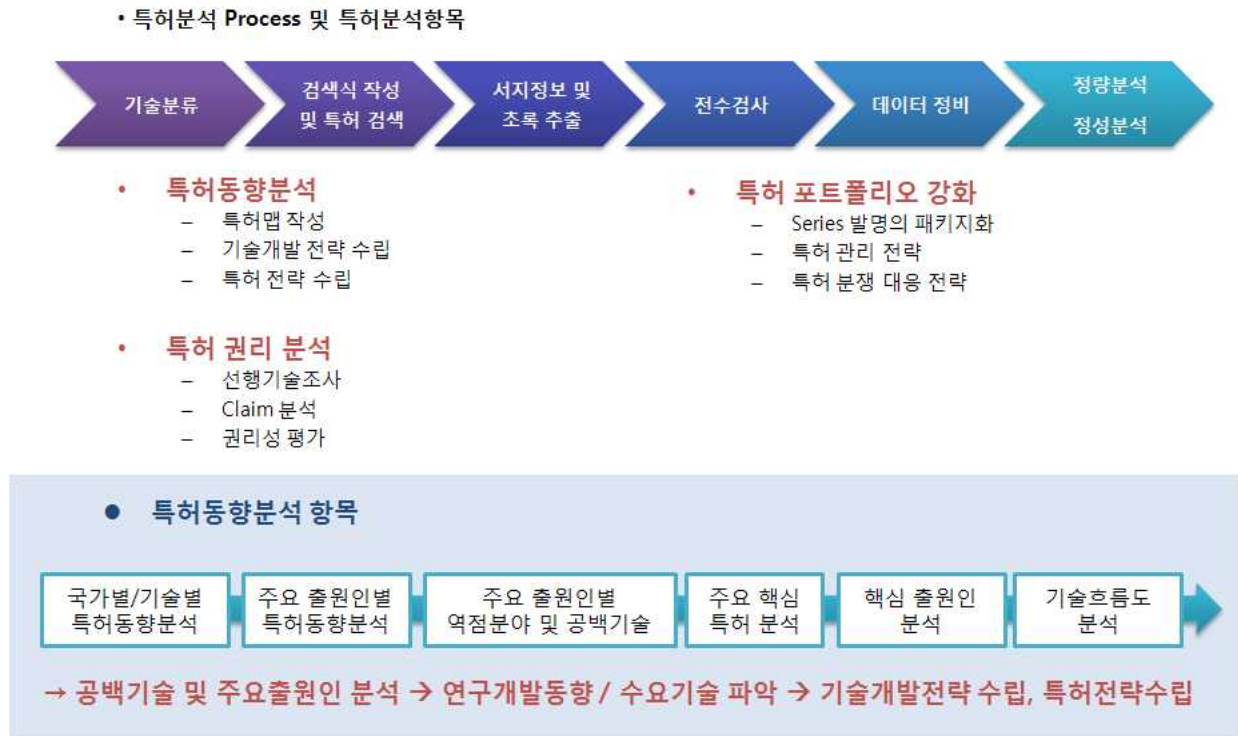 • 특허분석 Process 및 특허분석항목
기술분류
검색식 작성
및 특허 검색
서지정보 및
초록 추출
전수검사
데이터 정비
정량분석
정성분석
• 특허동향분석
– 특허맵 작성
– 기술개발 전략 수립
– 특허 전략 수립
• 특허 권리 분석
– 선행기술조사
– Claim 분석
– 권리성 평가
• 특허 포트폴리오 강화
– Series 발명의 패키지화
– 특허 관리 전략
– 특허 분쟁 대응 전략
● 특허동향분석 항목
국가별/기술별
특허동향분석
주요 출원인별
특허동향분석
주요 출원인별
역점분야 및 공백기술
주요 핵심
특허 분석
핵심 출원인
분석
기술흐름도
분석
→ 공백기술 및 주요출원인 분석 → 연구개발동향 / 수요기술 파악 → 기술개발전략 수립, 특허전략수립